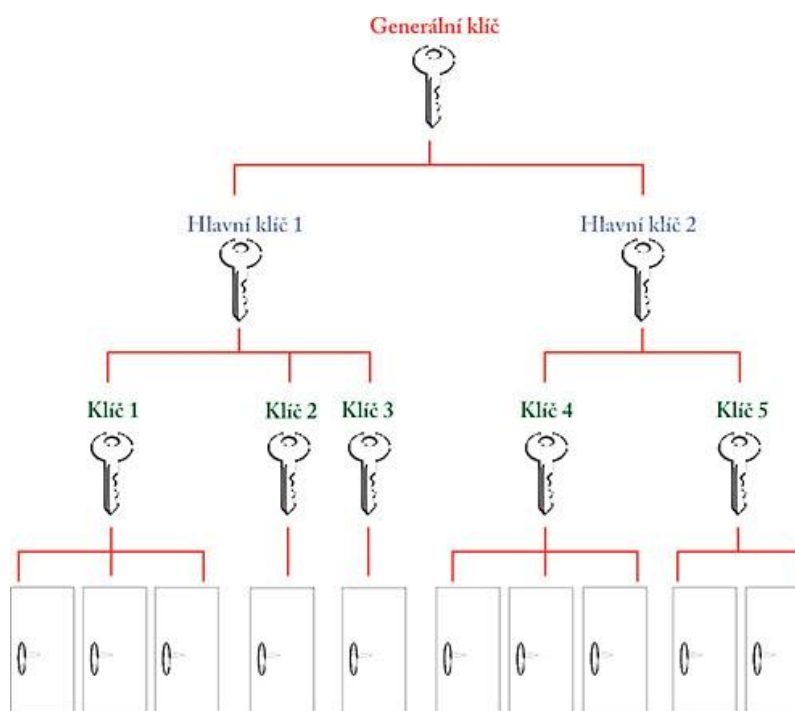 Generální klíč
Hlavní klíč 1
Hlavní klíč 2
Klíč 1
Klíč 2
Klíč 3
Klíč 4
Klíč 5